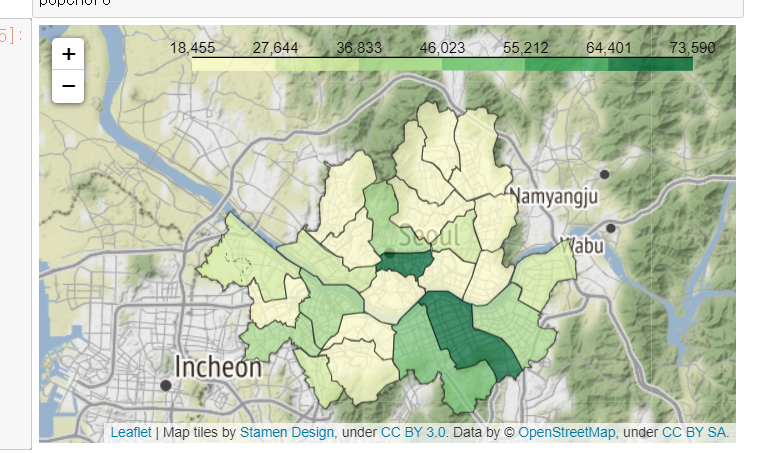 5]:
+
−
18,455 27,644 36,833 46,023 55,212 64,401 73,590
Namyangju
Seoul
Wabu
Incheon
Leaflet | Map tiles by Stamen Design, under CC BY 3.0. Data by © OpenStreetMap, under CC BY SA.